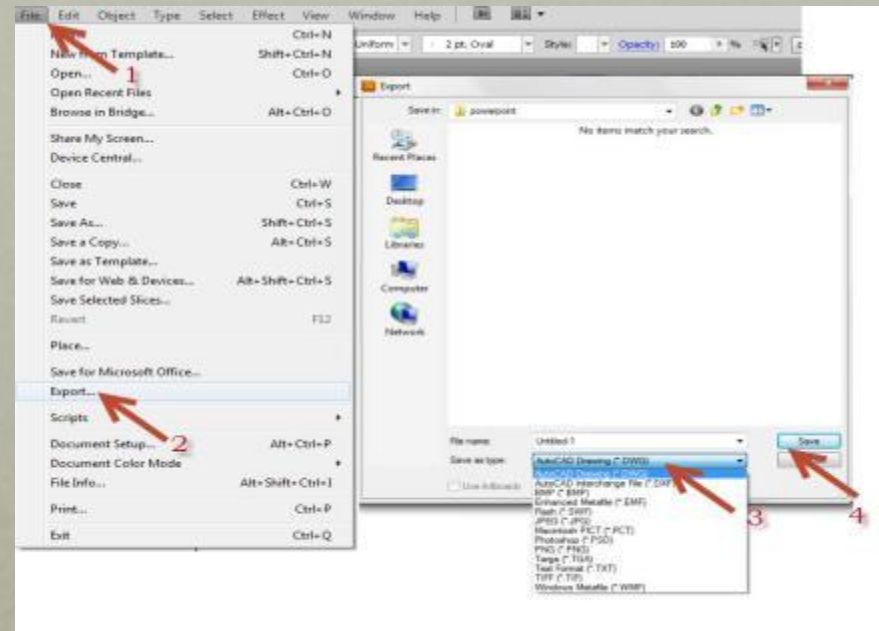 File Edit Object Type Select Effect View Window Help
Ctrl+N
New from Template... Shift+Ctrl+N
Open... Ctrl+O
Open Recent Files
Browse in Bridge... Alt+Ctrl+O
Share My Screen...
Device Central...
Close Ctrl+W
Save Ctrl+S
Save As... Shift+Ctrl+S
Save a Copy... Alt+Ctrl+S
Save as Template...
Save for Web & Devices... Alt+Shift+Ctrl+S
Save Selected Slices...
Revert F12
Place...
Save for Microsoft Office...
Export...
Scripts
Document Setup... Alt+Ctrl+P
Document Color Mode
File Info... Alt+Shift+Ctrl+I
Print... Ctrl+P
Exit Ctrl+Q
1
2
Uniform 2 pt. Oval Style: Opacity: 100 %
Export
Save in: powerpoint
No items match your search.
Recent Places
Desktop
Libraries
Computer
Network
File name: Untitled-1 Save
Save as type: AutoCAD Drawing (*.DWG)
Use Artboards
AutoCAD Drawing (*.DWG)
AutoCAD Interchange File (*.DXF)
BMP (*.BMP)
Enhanced Metafile (*.EMF)
Flash (*.SWF)
JPEG (*.JPG)
Macintosh PICT (*.PCT)
Photoshop (*.PSD)
PNG (*.PNG)
Targa (*.TGA)
Text Format (*.TXT)
TIFF (*.TIF)
Windows Metafile (*.WMF)
3
4